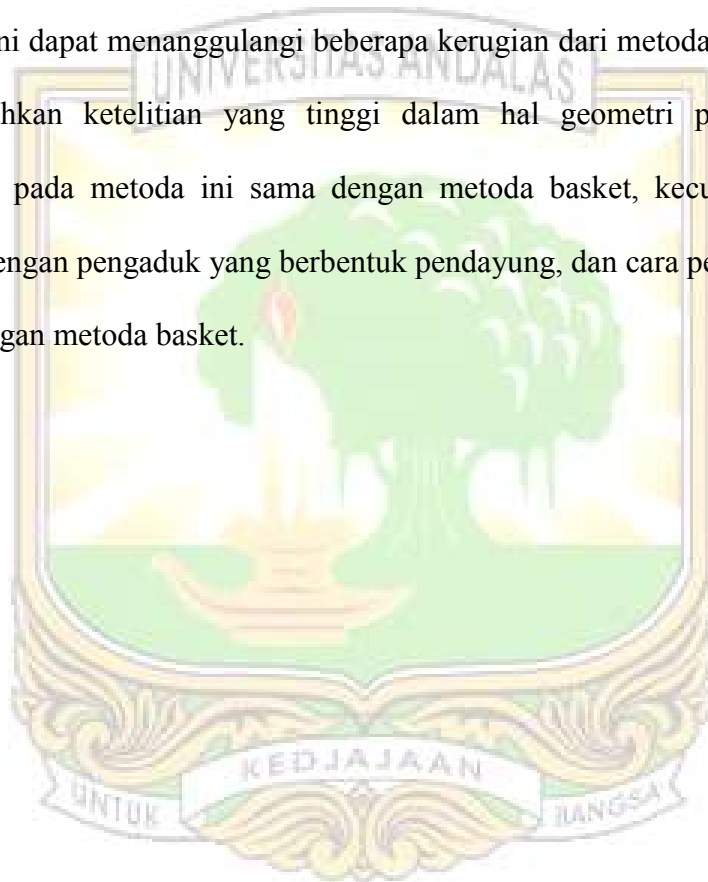 ni dapat menanggulangi beberapa kerugian dari metoda
UNIVERSITAS ANDALAS
hkan ketelitian yang tinggi dalam hal geometri p
pada metoda ini sama dengan metoda basket, kecu
engan pengaduk yang berbentuk pendayung, dan cara pe
gan metoda basket.
UNTUK KEDJAJAAN BANGSA